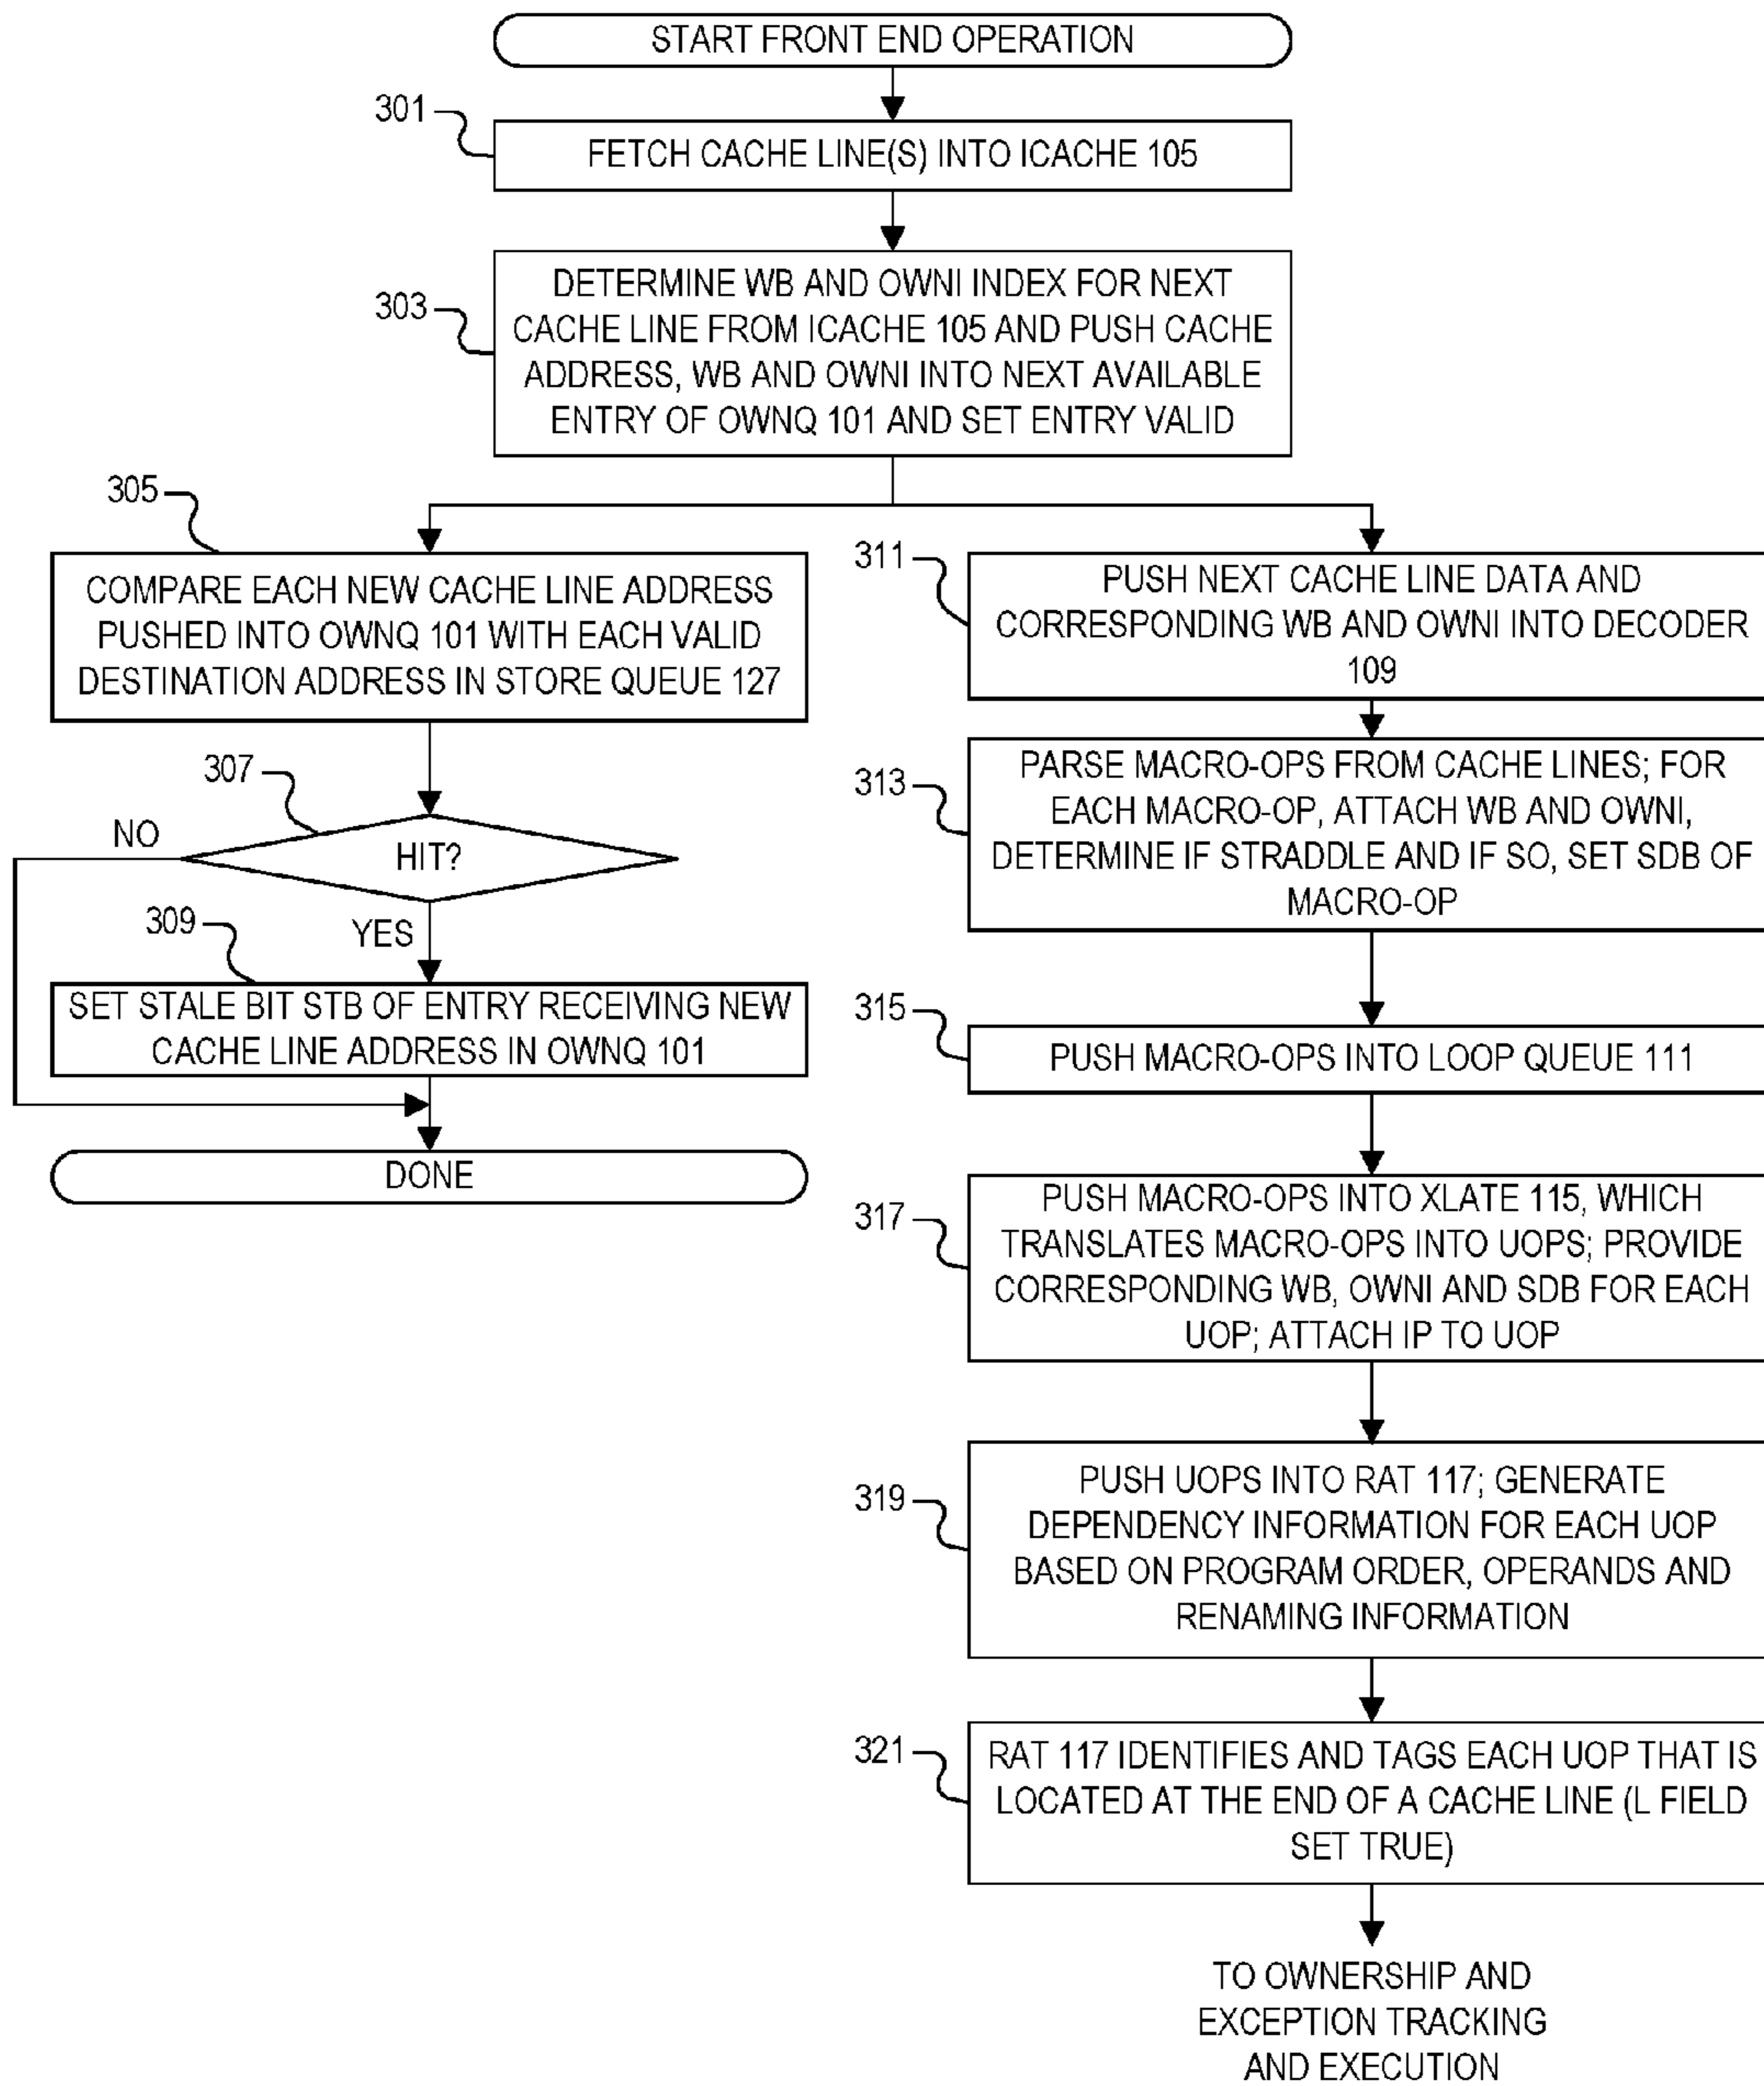 START FRONT END OPERATION
301
FETCH CACHE LINE(S) INTO ICACHE 105
303
DETERMINE WB AND OWNI INDEX FOR NEXT
CACHE LINE FROM ICACHE 105 AND PUSH CACHE
ADDRESS, WB AND OWNI INTO NEXT AVAILABLE
ENTRY OF OWNQ 101 AND SET ENTRY VALID
305
COMPARE EACH NEW CACHE LINE ADDRESS
PUSHED INTO OWNQ 101 WITH EACH VALID
DESTINATION ADDRESS IN STORE QUEUE 127
307
NO
HIT?
YES
309
SET STALE BIT STB OF ENTRY RECEIVING NEW
CACHE LINE ADDRESS IN OWNQ 101
DONE
311
PUSH NEXT CACHE LINE DATA AND
CORRESPONDING WB AND OWNI INTO DECODER
109
313
PARSE MACRO-OPS FROM CACHE LINES; FOR
EACH MACRO-OP, ATTACH WB AND OWNI,
DETERMINE IF STRADDLE AND IF SO, SET SDB OF
MACRO-OP
315
PUSH MACRO-OPS INTO LOOP QUEUE 111
317
PUSH MACRO-OPS INTO XLATE 115, WHICH
TRANSLATES MACRO-OPS INTO UOPS; PROVIDE
CORRESPONDING WB, OWNI AND SDB FOR EACH
UOP; ATTACH IP TO UOP
319
PUSH UOPS INTO RAT 117; GENERATE
DEPENDENCY INFORMATION FOR EACH UOP
BASED ON PROGRAM ORDER, OPERANDS AND
RENAMING INFORMATION
321
RAT 117 IDENTIFIES AND TAGS EACH UOP THAT IS
LOCATED AT THE END OF A CACHE LINE (L FIELD
SET TRUE)
TO OWNERSHIP AND
EXCEPTION TRACKING
AND EXECUTION